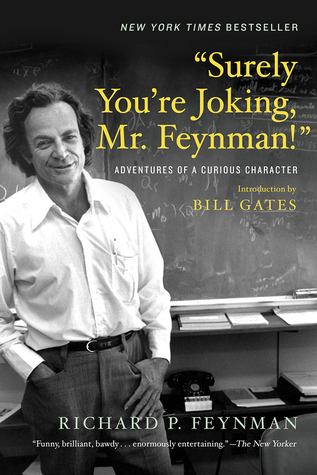 NEW YORK TIMES BESTSELLER
“Surely
You’re Joking,
Mr. Feynman!”
ADVENTURES OF A CURIOUS CHARACTER
Introduction by
BILL GATES
RICHARD P. FEYNMAN
“Funny, brilliant, bawdy . . . enormously entertaining.”—The New Yorker